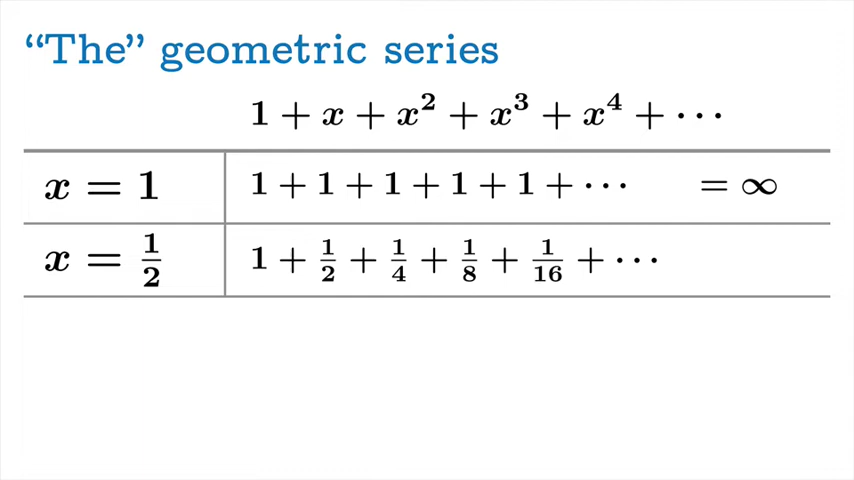 “The” geometric series
1 + x + x² + x³ + x⁴ + ⋯
x = 1 1 + 1 + 1 + 1 + 1 + ⋯ = ∞
x = 1/2 1 + 1/2 + 1/4 + 1/8 + 1/16 + ⋯